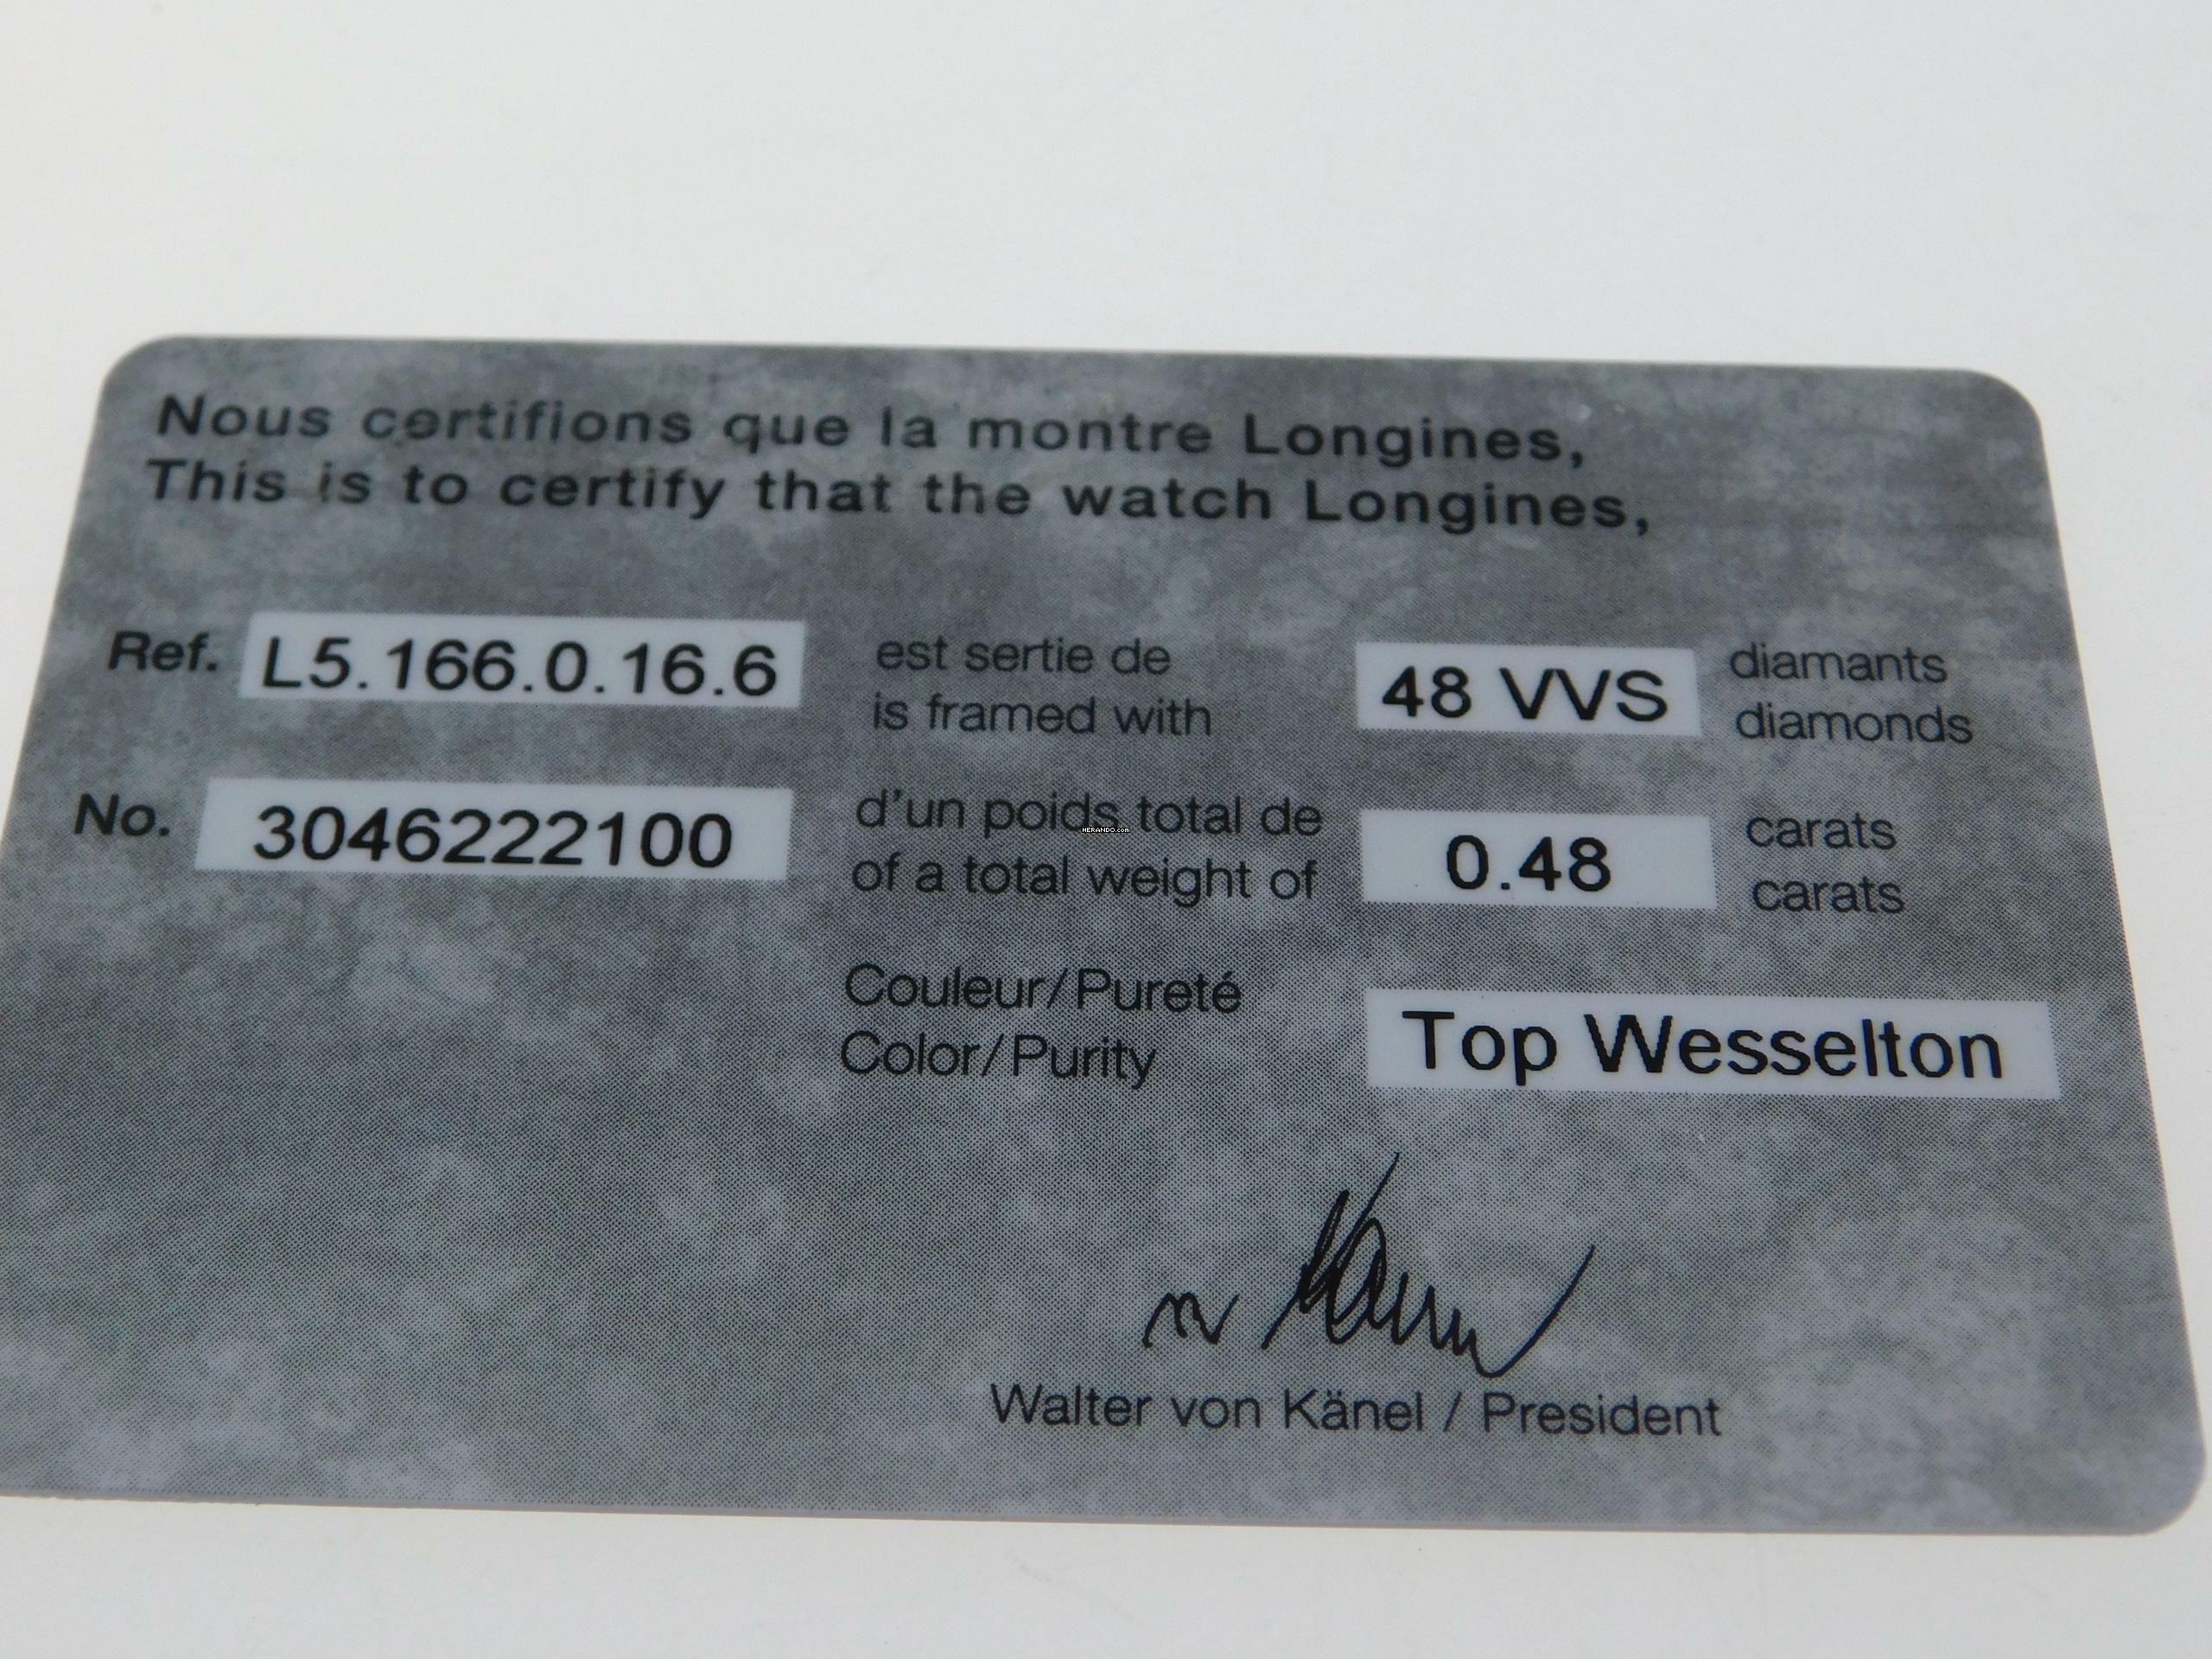 Nous certifions que la montre Longines,
This is to certify that the watch Longines,
Ref. L5.166.0.16.6
est sertie de
is framed with
48 VVS
diamants
diamonds
No. 3046222100
d'un poids total de
of a total weight of
0.48
carats
carats
HERANDO.com
Couleur/Pureté
Color/Purity
Top Wesselton
Walter von Känel / President